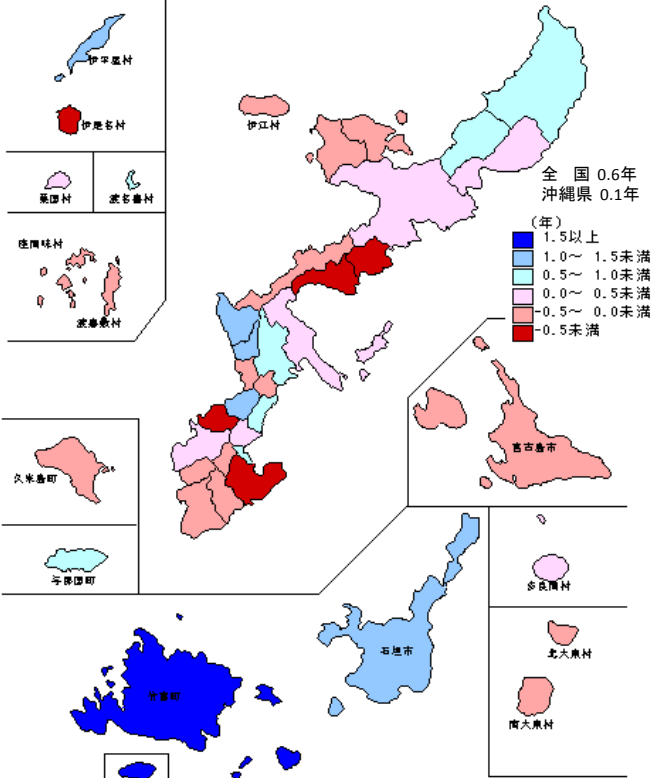 伊平屋村
伊是名村
伊江村
粟国村
渡名喜村
全 国 0.6年
沖縄県 0.1年
(年)
1.5以上
1.0~ 1.5未満
0.5~ 1.0未満
0.0~ 0.5未満
-0.5~ 0.0未満
-0.5未満
座間味村
渡嘉敷村
久米島町
宮古島市
与那国町
多良間村
北大東村
石垣市
竹富町
南大東村